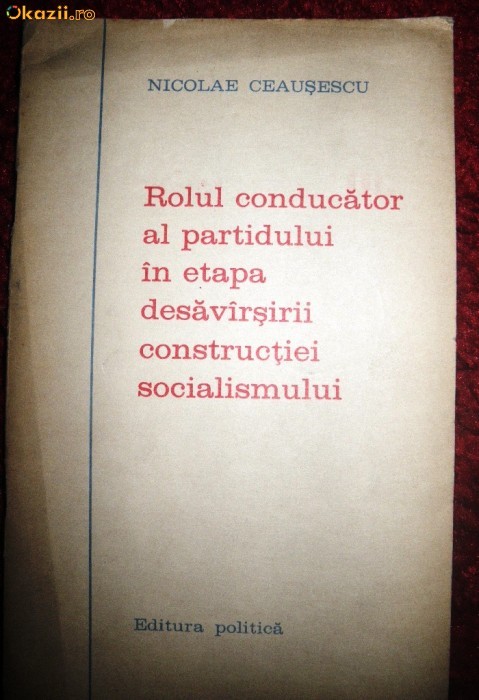 Okazii.ro
NICOLAE CEAUŞESCU
Rolul conducător
al partidului
în etapa
desăvîrşirii
construcţiei
socialismului
Editura politică